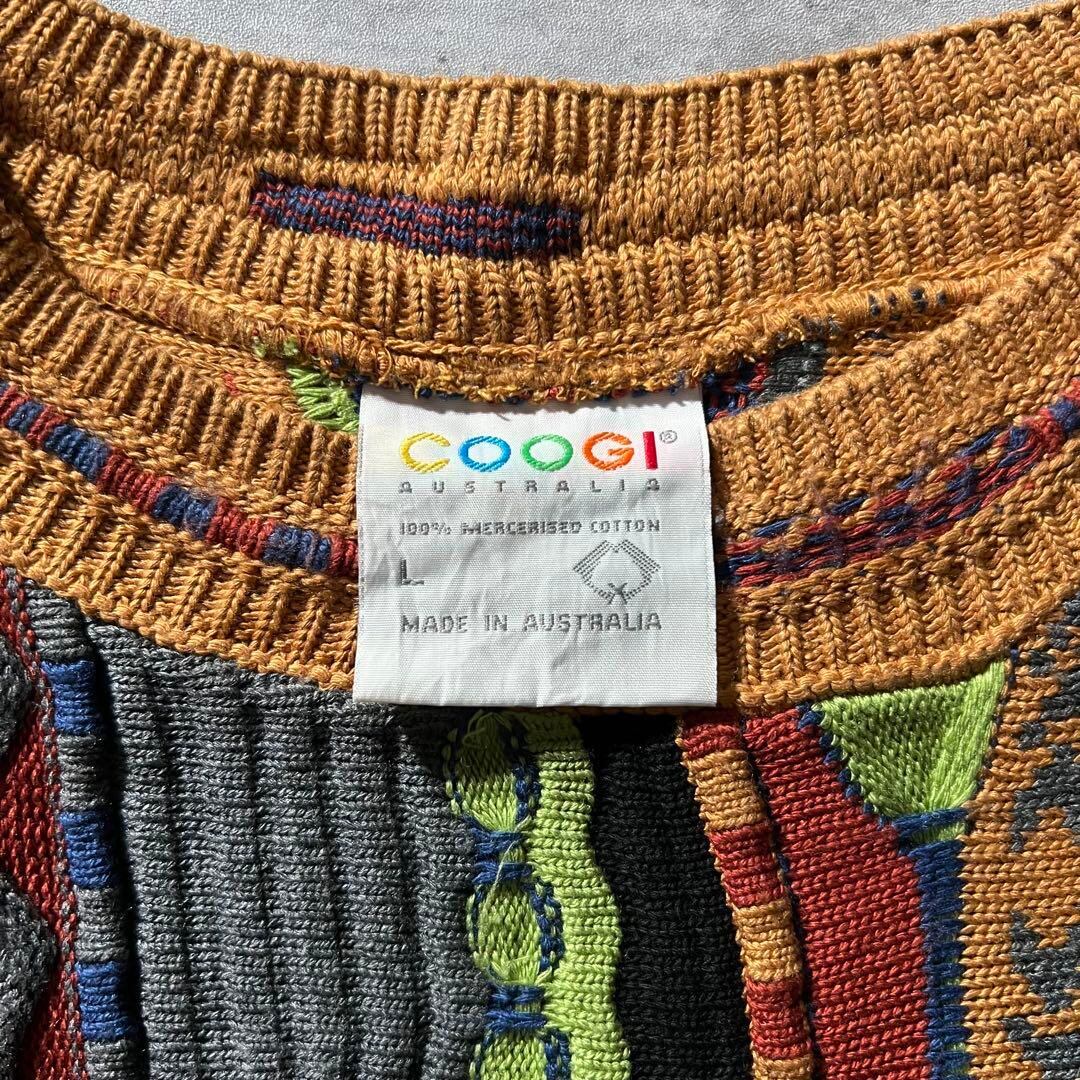 COOGI®
AUSTRALIA
100% MERCERISED COTTON
L
MADE IN AUSTRALIA